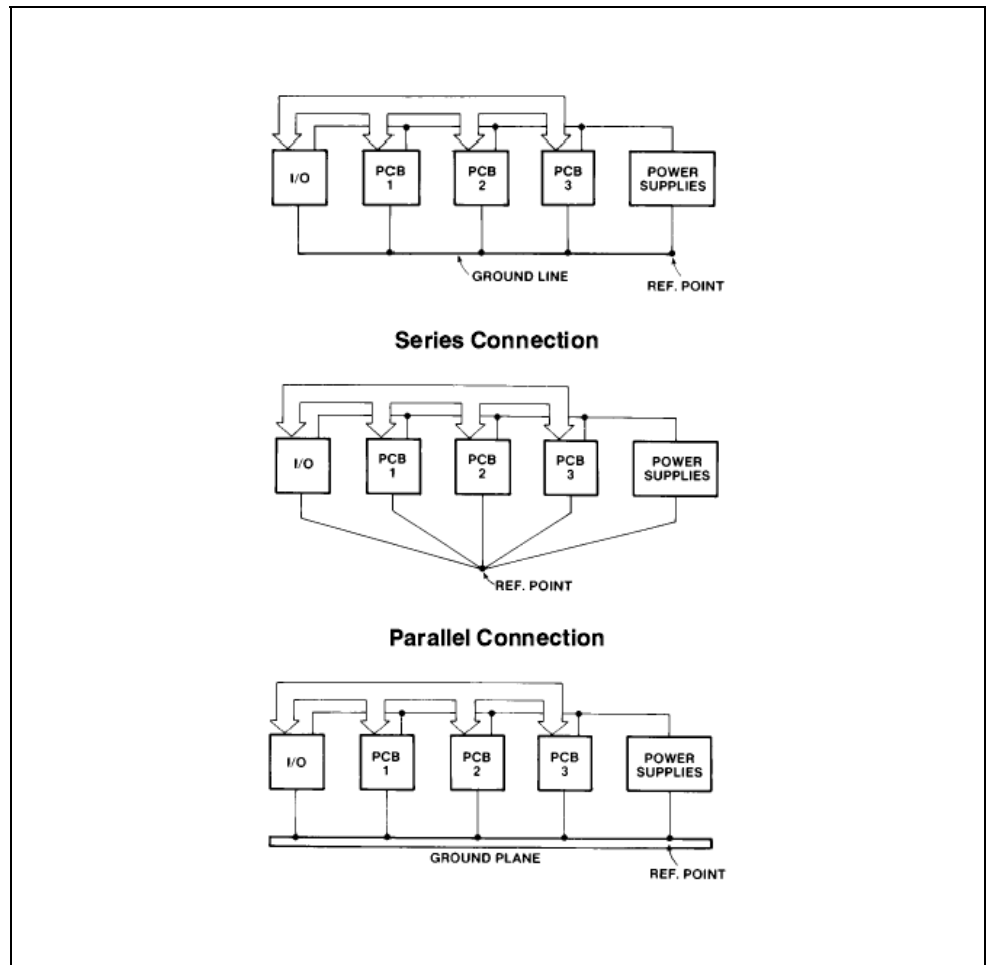 I/O
PCB
1
PCB
2
PCB
3
POWER
SUPPLIES
GROUND LINE
REF. POINT
Series Connection
I/O
PCB
1
PCB
2
PCB
3
POWER
SUPPLIES
REF. POINT
Parallel Connection
I/O
PCB
1
PCB
2
PCB
3
POWER
SUPPLIES
GROUND PLANE
REF. POINT